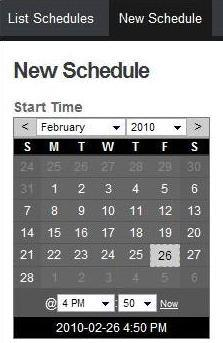 List Schedules New Schedule
New Schedule
Start Time
< February 2010 >
S M T W T F S
24 25 26 27 28 29 30
31 1 2 3 4 5 6
7 8 9 10 11 12 13
14 15 16 17 18 19 20
21 22 23 24 25 26 27
28 1 2 3 4 5 6
@ 4 PM : 50 Now
2010-02-26 4:50 PM